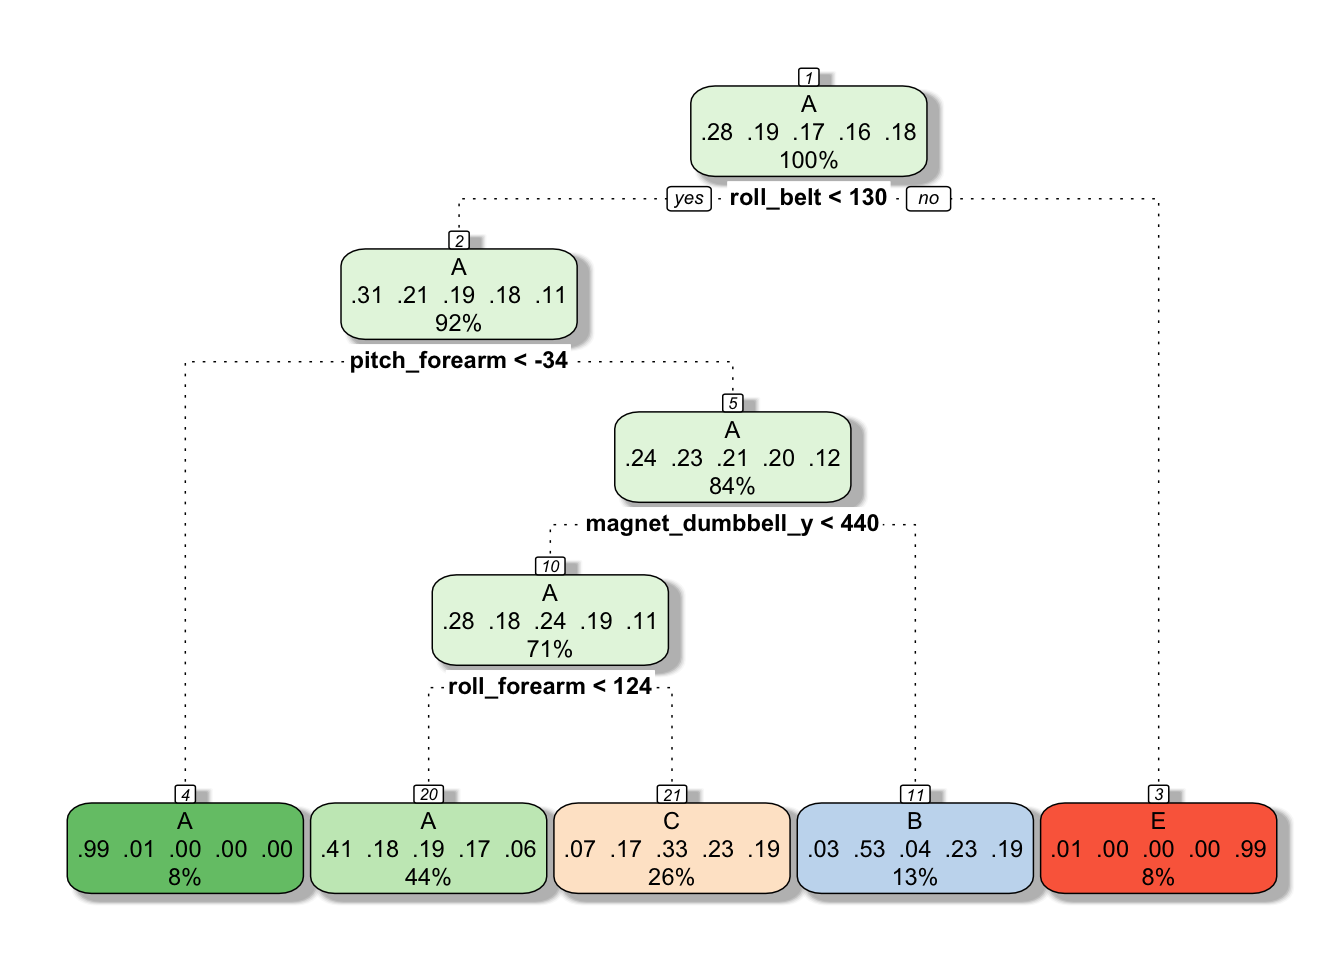 1
A
.28 .19 .17 .16 .18
100%
yes roll_belt < 130 no
2
A
.31 .21 .19 .18 .11
92%
pitch_forearm < -34
5
A
.24 .23 .21 .20 .12
84%
magnet_dumbbell_y < 440
10
A
.28 .18 .24 .19 .11
71%
roll_forearm < 124
4
A
.99 .01 .00 .00 .00
8%
20
A
.41 .18 .19 .17 .06
44%
21
C
.07 .17 .33 .23 .19
26%
11
B
.03 .53 .04 .23 .19
13%
3
E
.01 .00 .00 .00 .99
8%